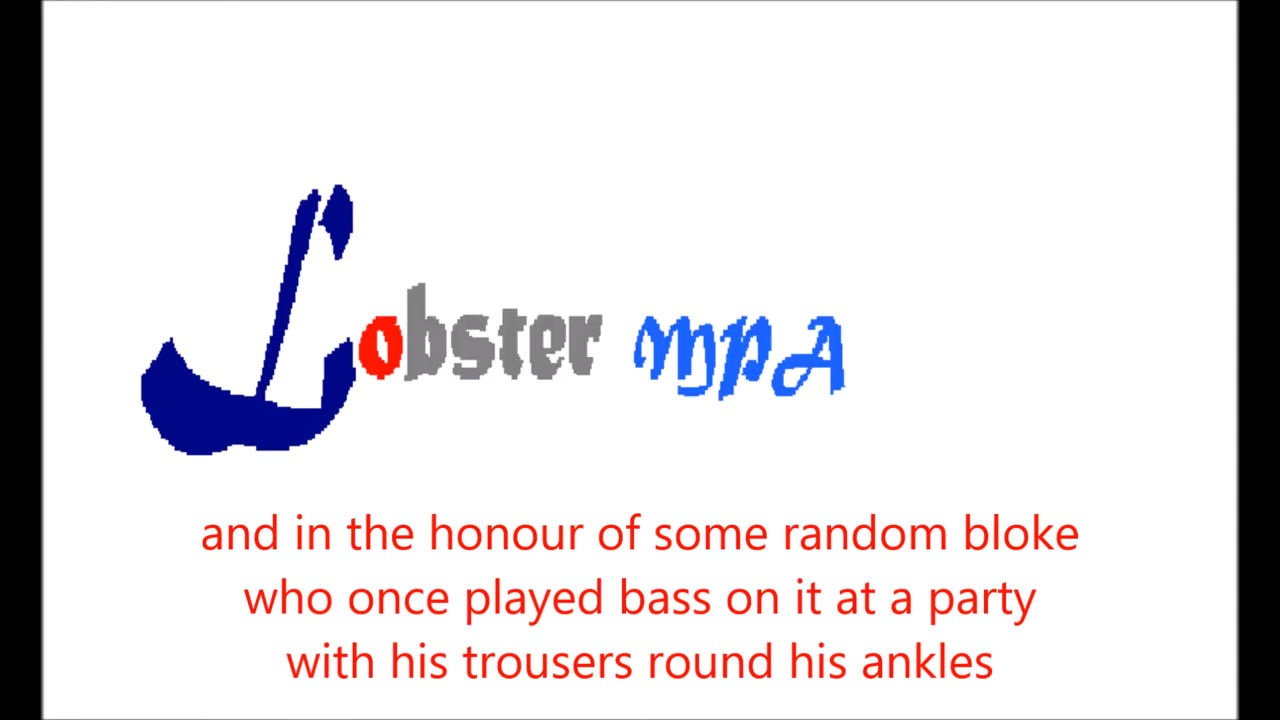 Lobster MPA
and in the honour of some random bloke
who once played bass on it at a party
with his trousers round his ankles